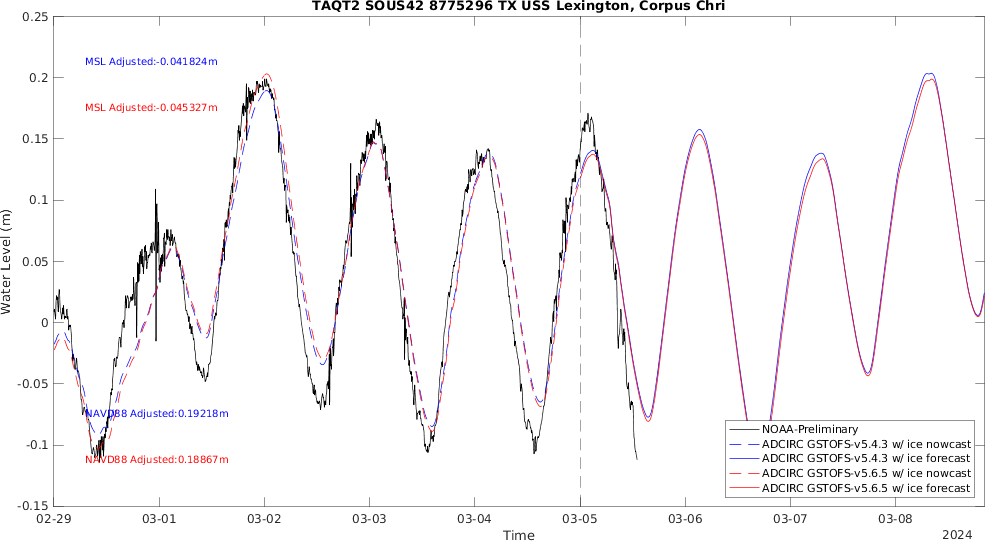 TAQT2 SOUS42 8775296 TX USS Lexington, Corpus Chri
0.25
0.2
0.15
0.1
0.05
0
-0.05
-0.1
-0.15
Water Level (m)
MSL Adjusted:-0.041824m
MSL Adjusted:-0.045327m
NAVD88 Adjusted:0.19218m
NAVD88 Adjusted:0.18867m
NOAA-Preliminary
ADCIRC GSTOFS-v5.4.3 w/ ice nowcast
ADCIRC GSTOFS-v5.4.3 w/ ice forecast
ADCIRC GSTOFS-v5.6.5 w/ ice nowcast
ADCIRC GSTOFS-v5.6.5 w/ ice forecast
02-29 03-01 03-02 03-03 03-04 03-05 03-06 03-07 03-08
Time
2024